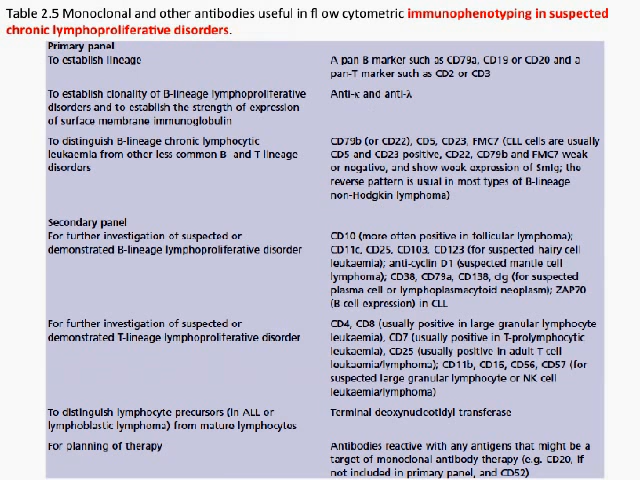 Table 2.5 Monoclonal and other antibodies useful in flow cytometric immunophenotyping in suspected
chronic lymphoproliferative disorders.
Primary panel
To establish lineage
A pan B marker such as CD79a, CD19 or CD20 and a
pan-T marker such as CD2 or CD3
To establish clonality of B-lineage lymphoproliferative
disorders and to establish the strength of expression
of surface membrane immunoglobulin
Anti-κ and anti-λ
To distinguish B-lineage chronic lymphocytic
leukaemia from other less common B- and T-lineage
disorders
CD79b (or CD22), CD5, CD23, FMC7 (CLL cells are usually
CD5 and CD23 positive, CD22, CD79b and FMC7 weak
or negative, and show weak expression of SmIg; the
reverse pattern is usual in most types of B-lineage
non-Hodgkin lymphoma)
Secondary panel
For further investigation of suspected or
demonstrated B-lineage lymphoproliferative disorder
CD10 (more often positive in follicular lymphoma);
CD11c, CD25, CD103, CD123 (for suspected hairy cell
leukaemia); anti-cyclin D1 (suspected mantle cell
lymphoma); CD38, CD79a, CD138, cIg (for suspected
plasma cell or lymphoplasmacytoid neoplasm); ZAP70
(B cell expression) in CLL
For further investigation of suspected or
demonstrated T-lineage lymphoproliferative disorder
CD4, CD8 (usually positive in large granular lymphocyte
leukaemia), CD7 (usually positive in T-prolymphocytic
leukaemia), CD25 (usually positive in adult T cell
leukaemia/lymphoma); CD11b, CD16, CD56, CD57 (for
suspected large granular lymphocyte or NK cell
leukaemia/lymphoma)
To distinguish lymphocyte precursors (in ALL or
lymphoblastic lymphoma) from mature lymphocytes
Terminal deoxynucleotidyl transferase
For planning of therapy
Antibodies reactive with any antigens that might be a
target of monoclonal antibody therapy (e.g. CD20, if
not included in primary panel, and CD52)